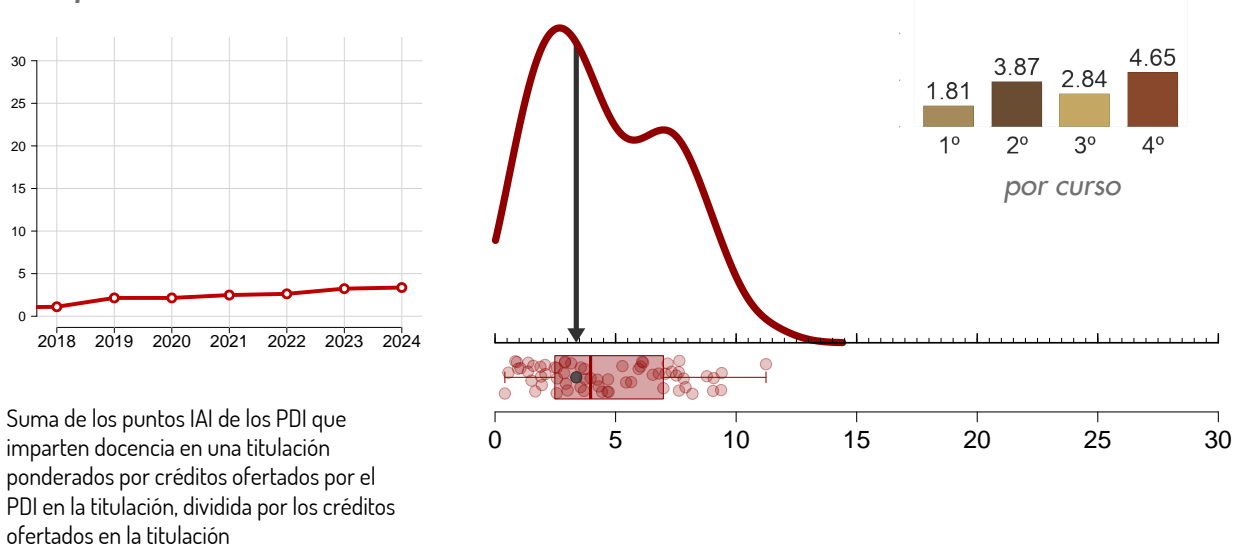 30
25
20
15
10
5
0
2018 2019 2020 2021 2022 2023 2024
1.81 3.87 2.84 4.65
1º 2º 3º 4º
por curso
0 5 10 15 20 25 30
Suma de los puntos IAI de los PDI que
imparten docencia en una titulación
ponderados por créditos ofertados por el
PDI en la titulación, dividida por los créditos
ofertados en la titulación